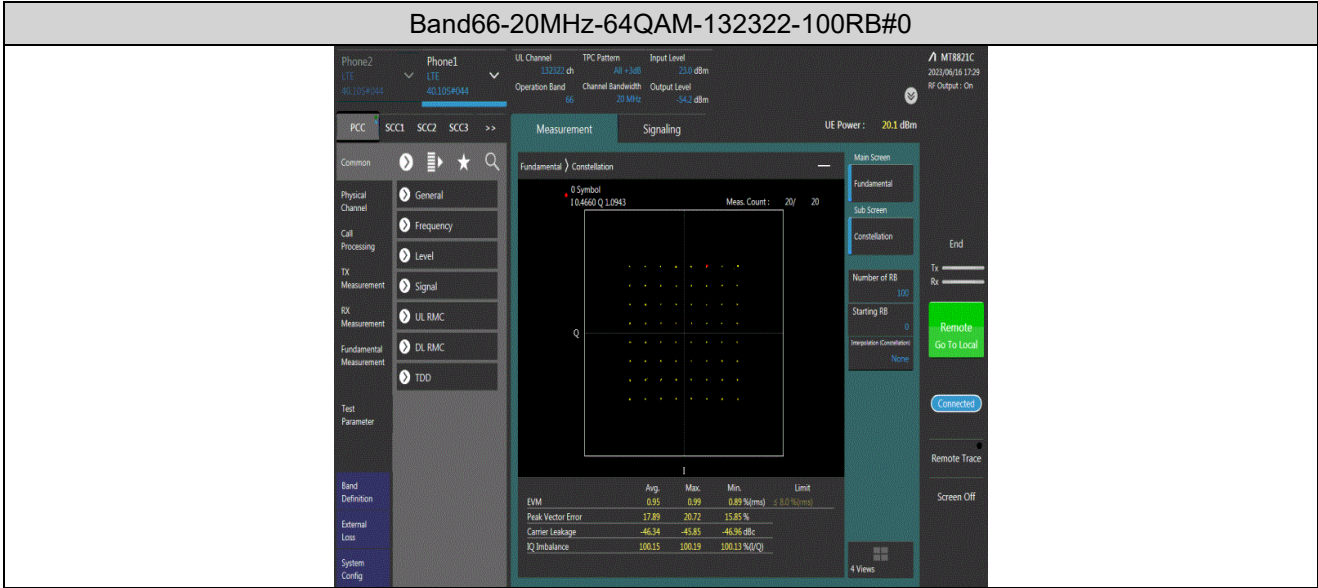 Band66-20MHz-64QAM-132322-100RB#0
Phone2 Phone1
LTE LTE
40.10S#044 40.10S#044
UL Channel TPC Pattern Input Level
132322 ch All +3dB 23.0 dBm
Operation Band Channel Bandwidth Output Level
66 20 MHz -54.2 dBm
MT8821C
2023/06/16 17:29
RF Output : On
PCC SCC1 SCC2 SCC3 >>
Measurement Signaling
UE Power : 20.1 dBm
Common
Physical
Channel
Call
Processing
TX
Measurement
RX
Measurement
Fundamental
Measurement
Test
Parameter
Band
Definition
External
Loss
System
Config
General
Frequency
Level
Signal
UL RMC
DL RMC
TDD
Fundamental 〉 Constellation
0 Symbol
I 0.4660 Q 1.0943 Meas. Count : 20/ 20
Q
I
Avg. Max. Min. Limit
EVM 0.95 0.99 0.89 %(rms) ≤ 8.0 %(rms)
Peak Vector Error 17.89 20.72 15.85 %
Carrier Leakage -46.34 -45.85 -46.96 dBc
IQ Imbalance 100.15 100.19 100.13 %(I/Q)
Main Screen
Fundamental
Sub Screen
Constellation
Number of RB
100
Starting RB
0
Interpolation (Constellation)
None
4 Views
End
Tx
Rx
Remote
Go To Local
Connected
Remote Trace
Screen Off